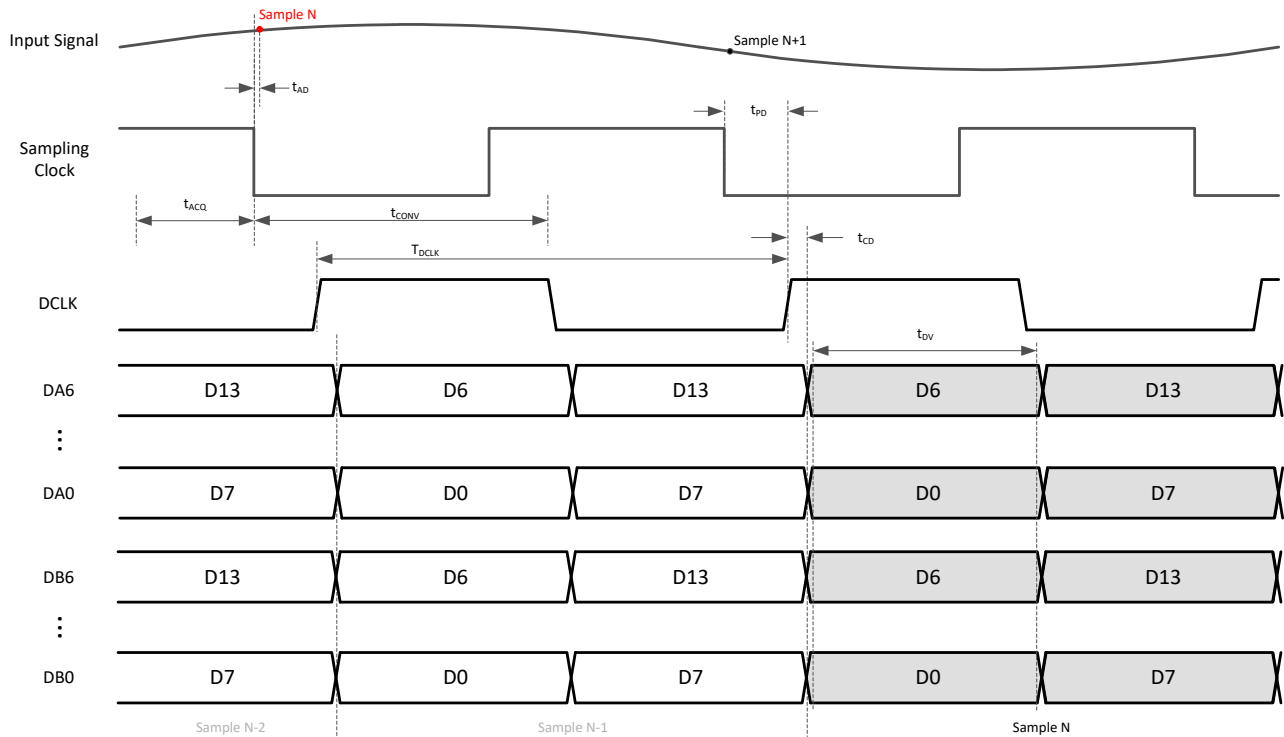 Sample N
Input Signal
Sample N+1
tAD
tPD
Sampling
Clock
tACQ
tCONV
tCD
TDCLK
DCLK
tDV
DA6 D13 D6 D13 D6 D13
DA0 D7 D0 D7 D0 D7
DB6 D13 D6 D13 D6 D13
DB0 D7 D0 D7 D0 D7
Sample N-2 Sample N-1 Sample N